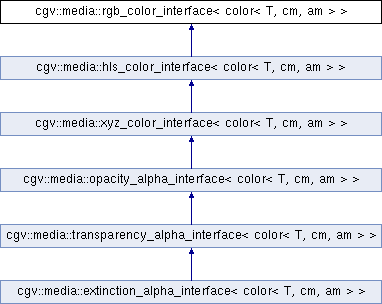 cgv::media::rgb_color_interface< color< T, cm, am > >
cgv::media::hls_color_interface< color< T, cm, am > >
cgv::media::xyz_color_interface< color< T, cm, am > >
cgv::media::opacity_alpha_interface< color< T, cm, am > >
cgv::media::transparency_alpha_interface< color< T, cm, am > >
cgv::media::extinction_alpha_interface< color< T, cm, am > >